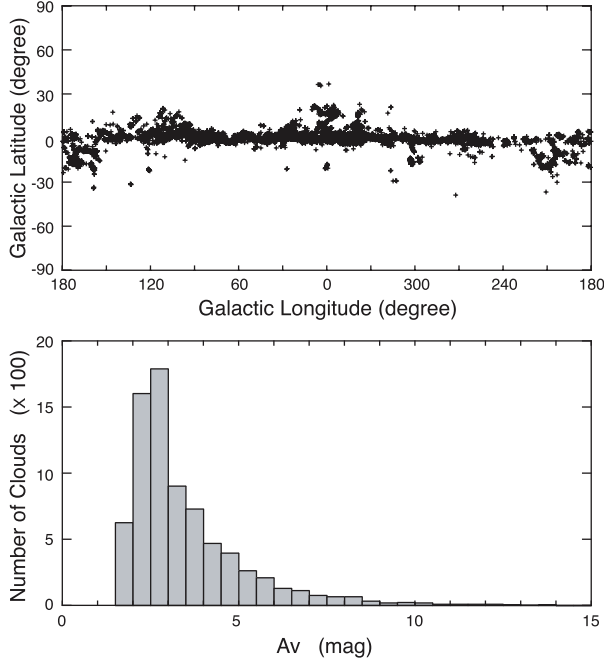 90
60
30
0
-30
-60
-90
Galactic Latitude (degree)
180 120 60 0 300 240 180
Galactic Longitude (degree)
20
15
10
5
0
Number of Clouds (x 100)
0 5 10 15
Av (mag)